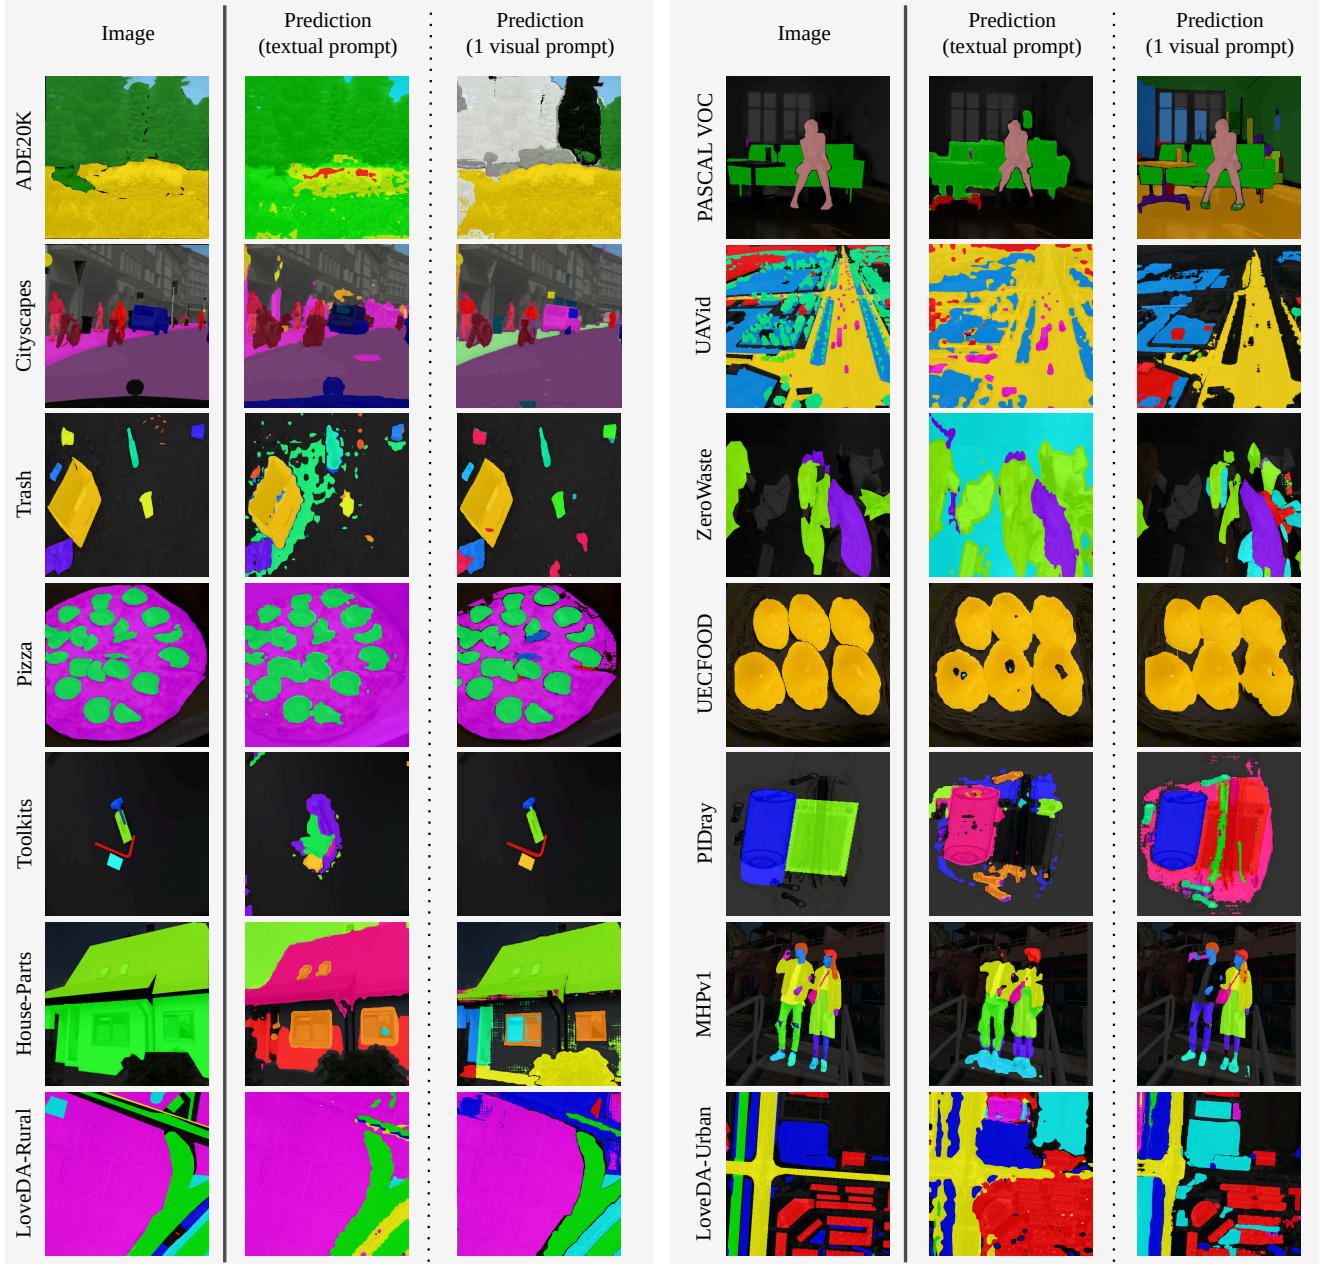 Image
Prediction
(textual prompt)
Prediction
(1 visual prompt)
ADE20K
Cityscapes
Trash
Pizza
Toolkits
House-Parts
LoveDA-Rural
Image
Prediction
(textual prompt)
Prediction
(1 visual prompt)
PASCAL VOC
UAVid
ZeroWaste
UECFOOD
PIDray
MHPv1
LoveDA-Urban